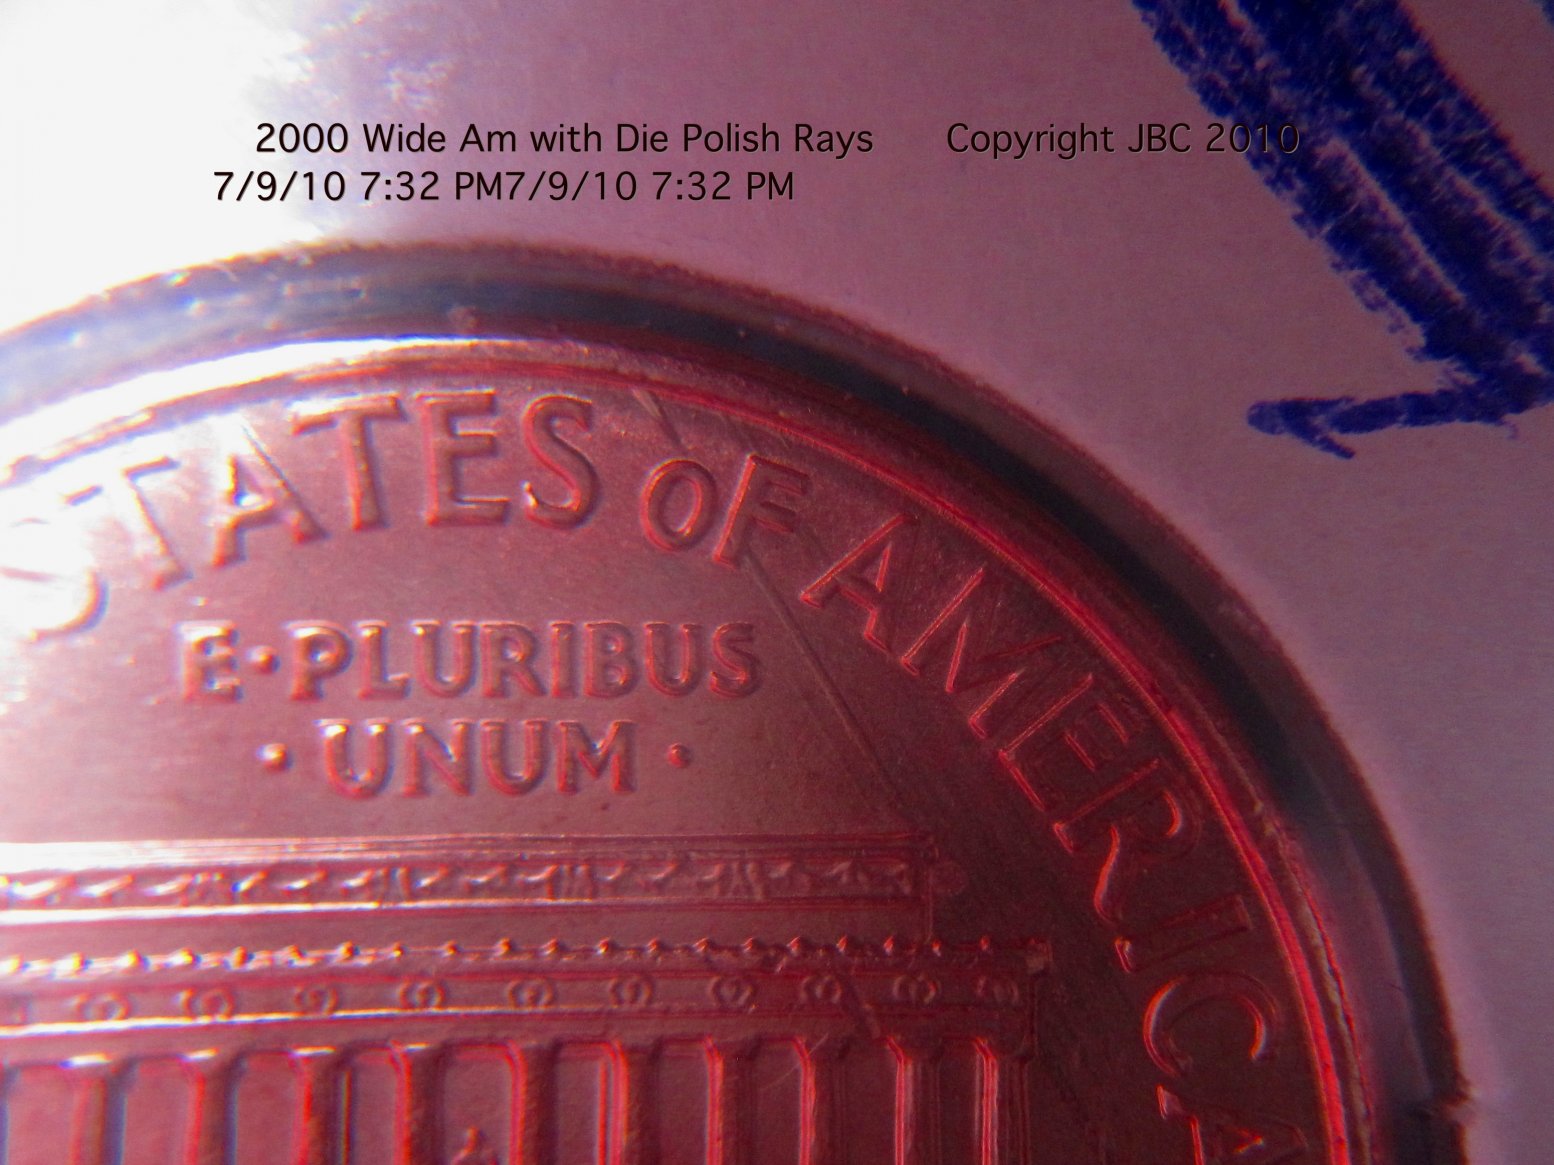 2000 Wide Am with Die Polish Rays Copyright JBC 2010
7/9/10 7:32 PM7/9/10 7:32 PM
STATES OF AMERICA
E·PLURIBUS
·UNUM·